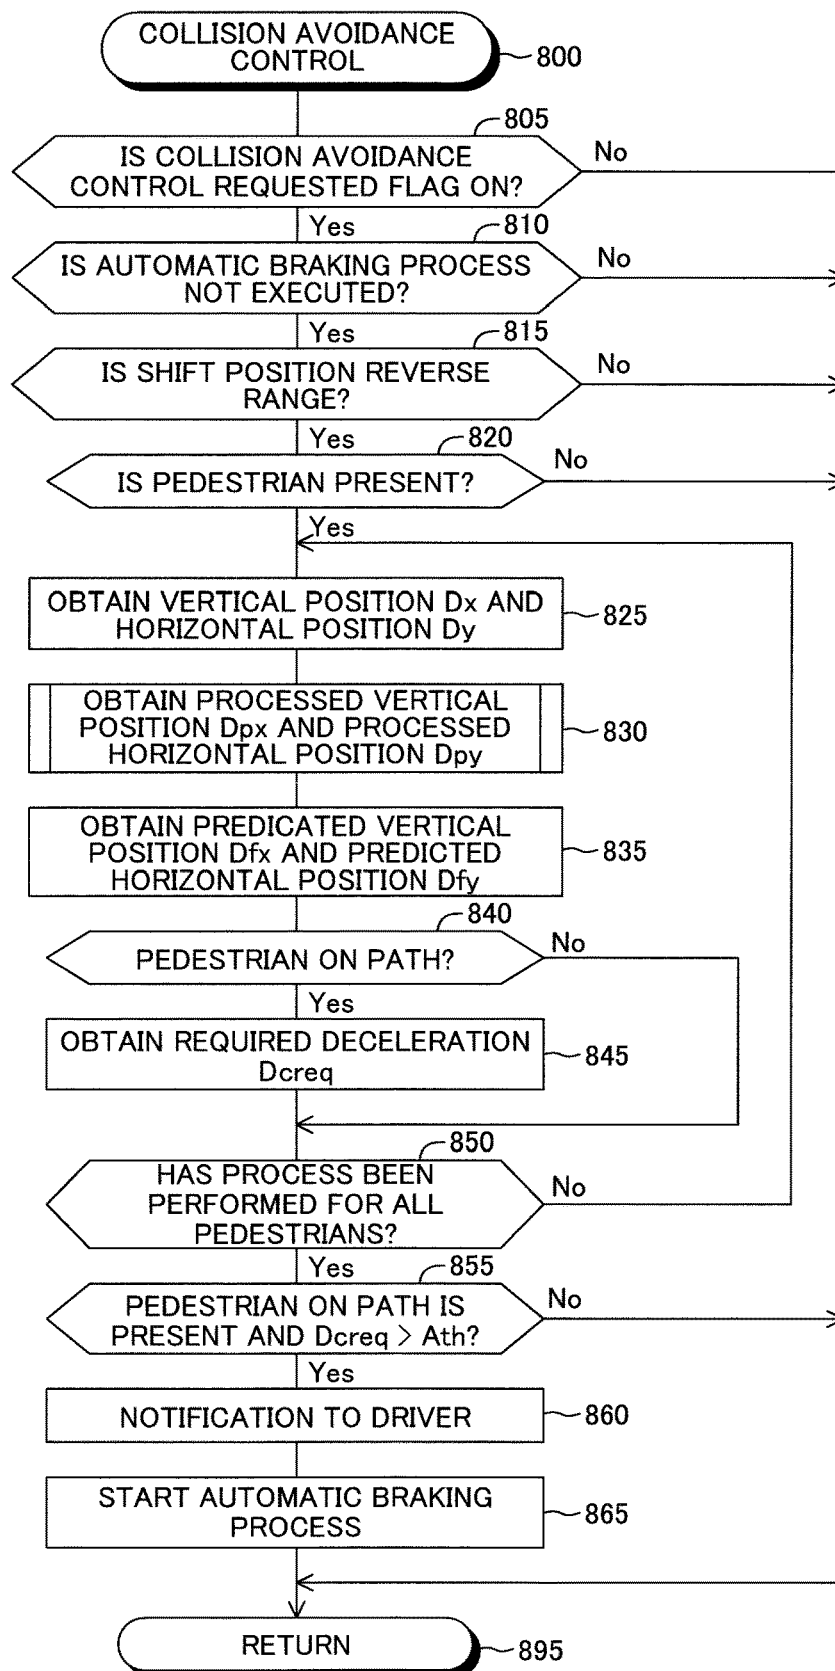 COLLISION AVOIDANCE
CONTROL
800
805
IS COLLISION AVOIDANCE
CONTROL REQUESTED FLAG ON?
No
Yes
810
IS AUTOMATIC BRAKING PROCESS
NOT EXECUTED?
No
Yes
815
IS SHIFT POSITION REVERSE
RANGE?
No
Yes
820
IS PEDESTRIAN PRESENT?
No
Yes
OBTAIN VERTICAL POSITION Dx AND
HORIZONTAL POSITION Dy
825
OBTAIN PROCESSED VERTICAL
POSITION Dpx AND PROCESSED
HORIZONTAL POSITION Dpy
830
OBTAIN PREDICATED VERTICAL
POSITION Dfx AND PREDICTED
HORIZONTAL POSITION Dfy
835
840
PEDESTRIAN ON PATH?
No
Yes
OBTAIN REQUIRED DECELERATION
Dcreq
845
850
HAS PROCESS BEEN
PERFORMED FOR ALL
PEDESTRIANS?
No
Yes
855
PEDESTRIAN ON PATH IS
PRESENT AND Dcreq > Ath?
No
Yes
NOTIFICATION TO DRIVER
860
START AUTOMATIC BRAKING
PROCESS
865
RETURN
895